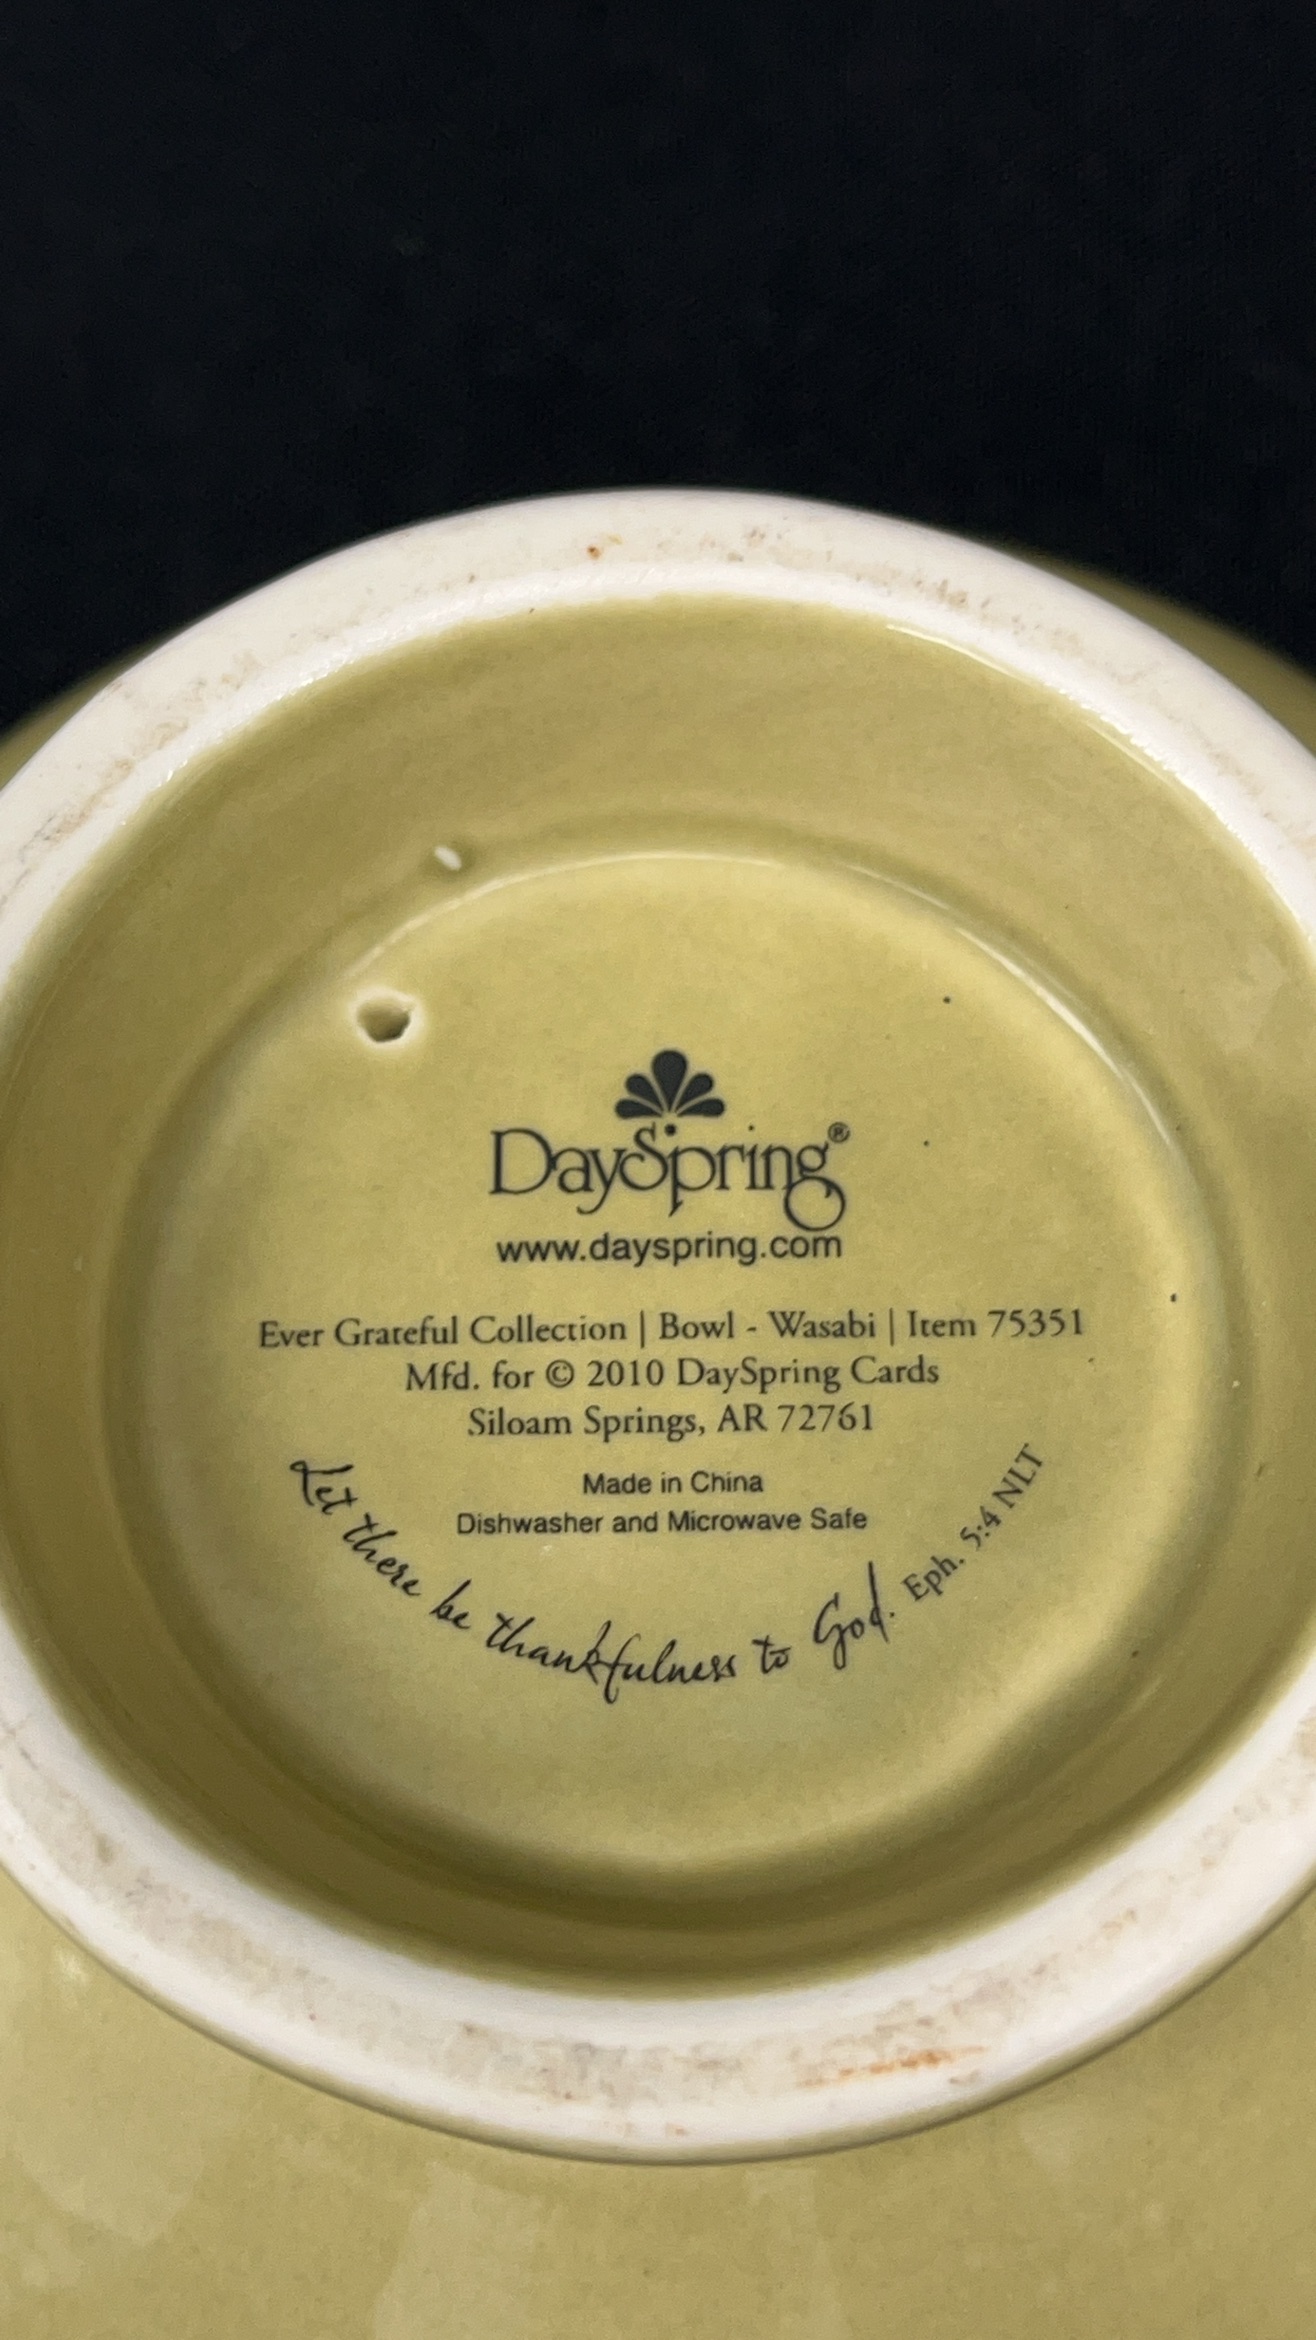 DaySpring®
www.dayspring.com
Ever Grateful Collection | Bowl - Wasabi | Item 75351
Mfd. for © 2010 DaySpring Cards
Siloam Springs, AR 72761
Made in China
Dishwasher and Microwave Safe
Let there be thankfulness to God. Eph. 5:4 NLT